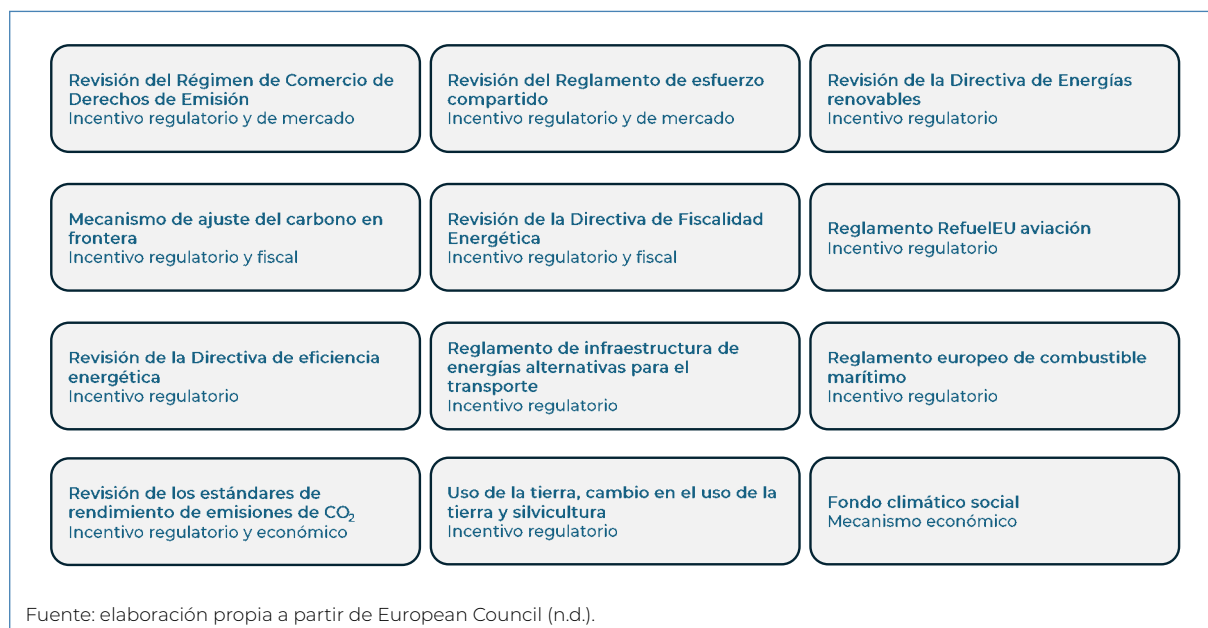 Revisión del Régimen de Comercio de
Derechos de Emisión
Incentivo regulatorio y de mercado
Revisión del Reglamento de esfuerzo
compartido
Incentivo regulatorio y de mercado
Revisión de la Directiva de Energías
renovables
Incentivo regulatorio
Mecanismo de ajuste del carbono en
frontera
Incentivo regulatorio y fiscal
Revisión de la Directiva de Fiscalidad
Energética
Incentivo regulatorio y fiscal
Reglamento RefuelEU aviación
Incentivo regulatorio
Revisión de la Directiva de eficiencia
energética
Incentivo regulatorio
Reglamento de infraestructura de
energías alternativas para el
transporte
Incentivo regulatorio
Reglamento europeo de combustible
marítimo
Incentivo regulatorio
Revisión de los estándares de
rendimiento de emisiones de CO₂
Incentivo regulatorio y económico
Uso de la tierra, cambio en el uso de la
tierra y silvicultura
Incentivo regulatorio
Fondo climático social
Mecanismo económico
Fuente: elaboración propia a partir de European Council (n.d.).